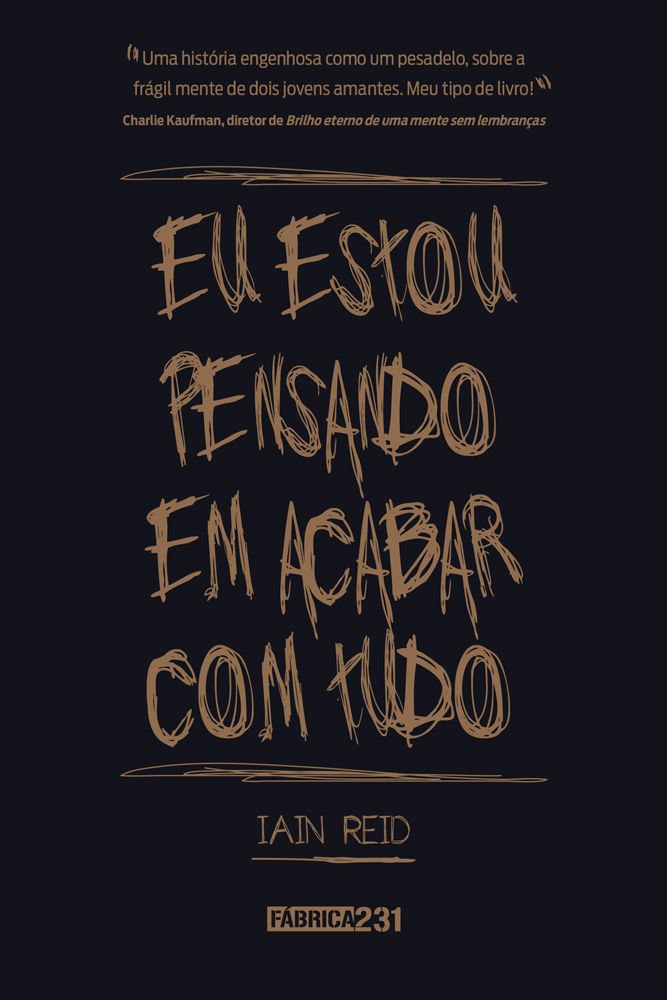 "Uma história engenhosa como um pesadelo, sobre a
frágil mente de dois jovens amantes. Meu tipo de livro!"
Charlie Kaufman, diretor de Brilho eterno de uma mente sem lembranças
EU ESTOU
PENSANDO
EM ACABAR
COM TUDO
IAIN REID
FÁBRICA231